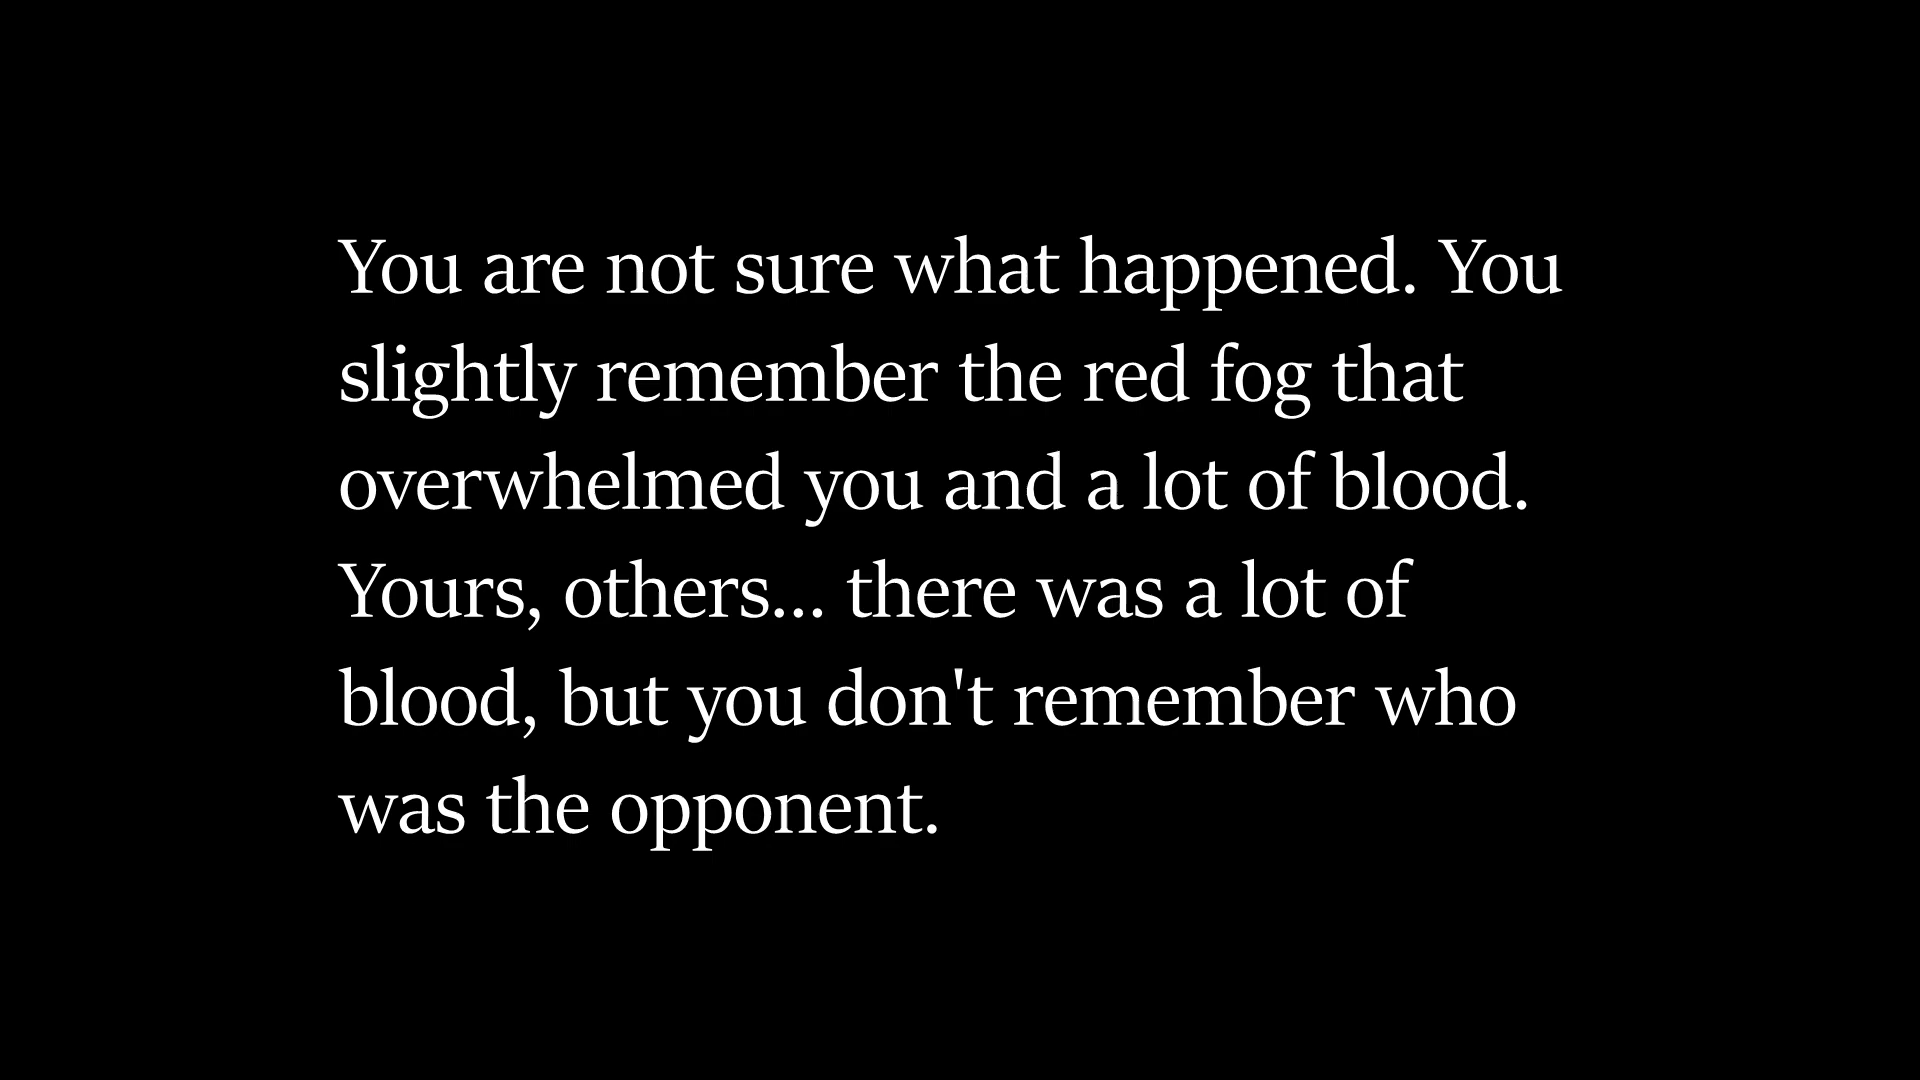 You are not sure what happened. You
slightly remember the red fog that
overwhelmed you and a lot of blood.
Yours, others... there was a lot of
blood, but you don't remember who
was the opponent.